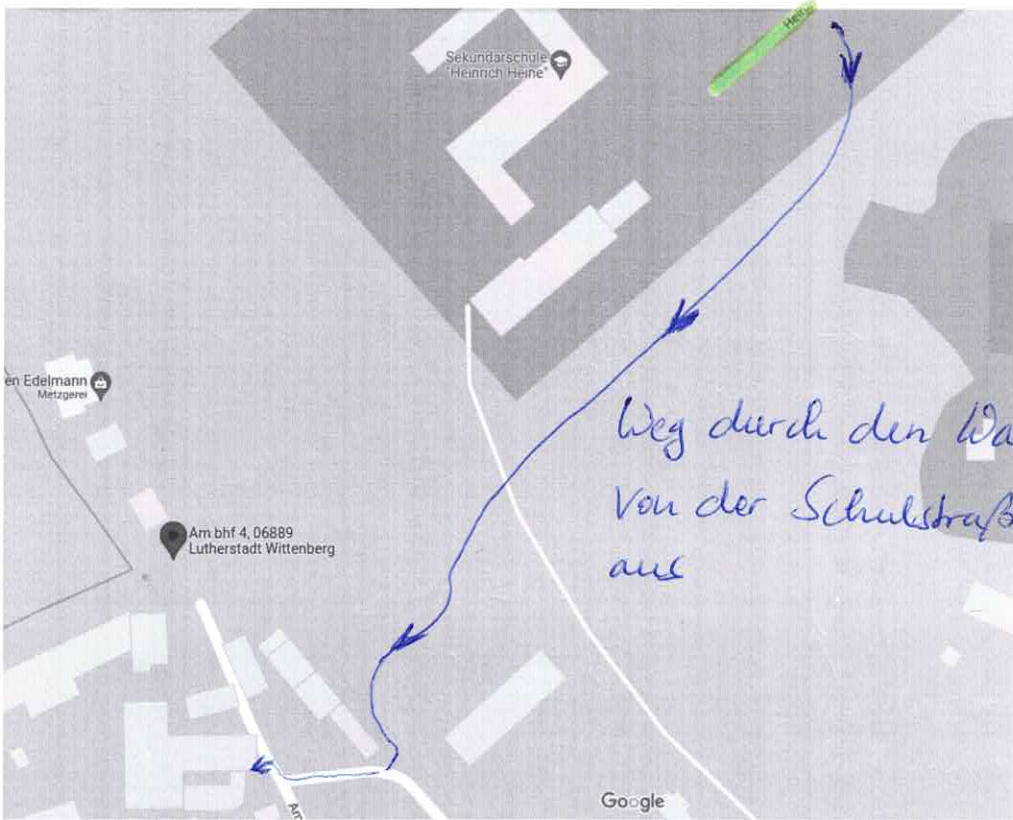 Sekundarschule
"Heinrich Heine"
en Edelmann
Metzgerei
Weg durch den Wa
von der Schulstraß
aus
Am bhf 4, 06889
Lutherstadt Wittenberg
Google